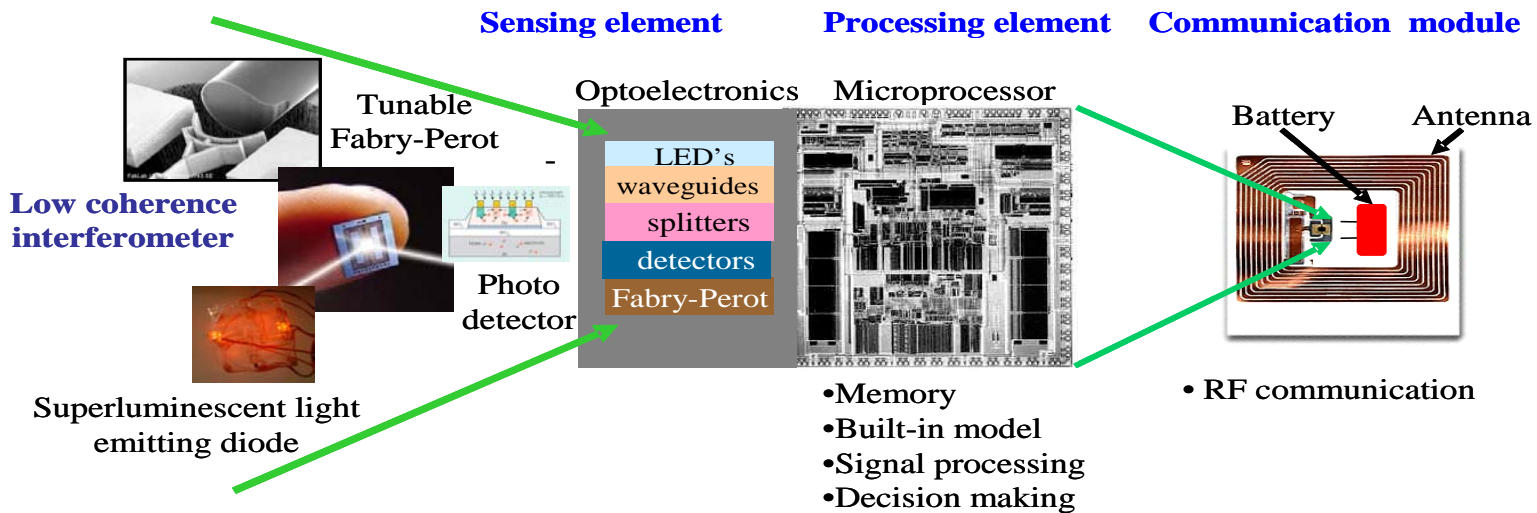 Sensing element
Processing element
Communication module
Optoelectronics
Microprocessor
Tunable
Fabry-Perot
-
Battery
Antenna
LED's
waveguides
splitters
detectors
Fabry-Perot
Low coherence
interferometer
Photo
detector
Superluminescent light
emitting diode
•Memory
•Built-in model
•Signal processing
•Decision making
• RF communication